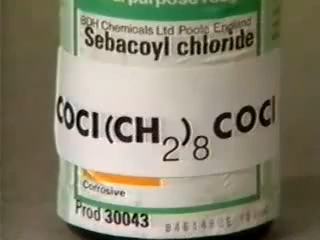 BDH Chemicals Ltd Poole England
Sebacoyl chloride
COCl(CH2)8COCl
Corrosive
Prod 30043